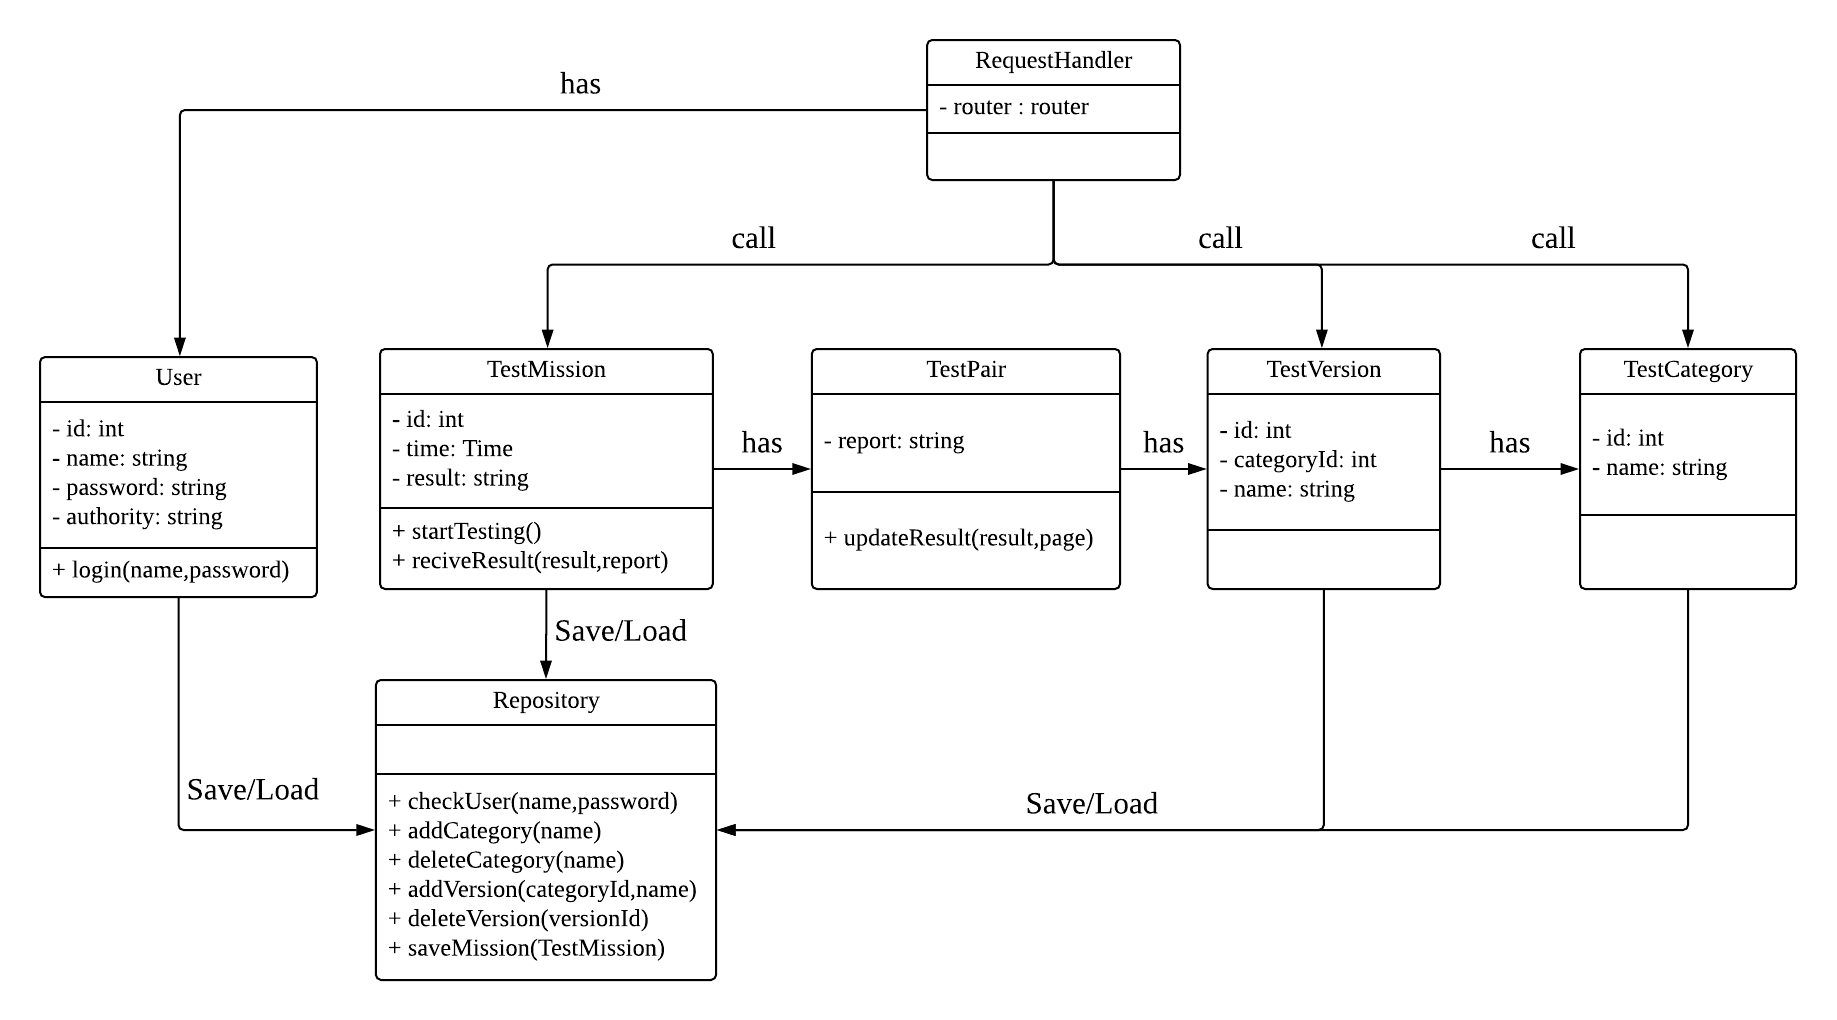 RequestHandler
- router : router
has
call
call
call
User
- id: int
- name: string
- password: string
- authority: string
+ login(name,password)
TestMission
- id: int
- time: Time
- result: string
+ startTesting()
+ reciveResult(result,report)
has
TestPair
- report: string
+ updateResult(result,page)
has
TestVersion
- id: int
- categoryId: int
- name: string
has
TestCategory
- id: int
- name: string
Save/Load
Save/Load
Save/Load
Repository
+ checkUser(name,password)
+ addCategory(name)
+ deleteCategory(name)
+ addVersion(categoryId,name)
+ deleteVersion(versionId)
+ saveMission(TestMission)